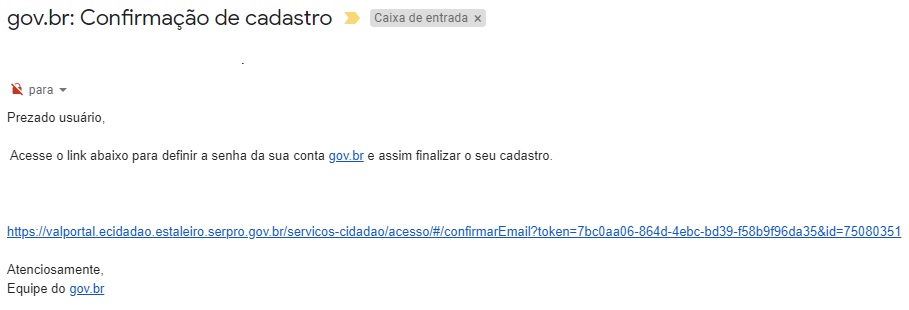 gov.br: Confirmação de cadastro
Caixa de entrada ×
para
Prezado usuário,
Acesse o link abaixo para definir a senha da sua conta gov.br e assim finalizar o seu cadastro.
https://valportal.ecidadao.estaleiro.serpro.gov.br/servicos-cidadao/acesso/#/confirmarEmail?token=7bc0aa06-864d-4ebc-bd39-f58b9f96da35&id=75080351
Atenciosamente,
Equipe do gov.br